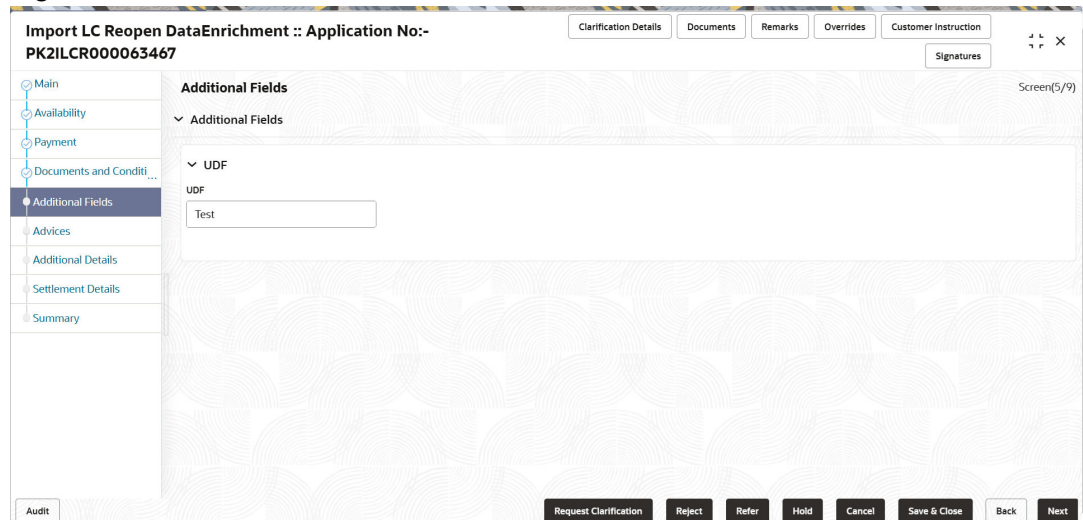 Import LC Reopen DataEnrichment :: Application No:-
PK2ILCR000063467
Clarification Details
Documents
Remarks
Overrides
Customer Instruction
Signatures
Main
Availability
Payment
Documents and Conditi...
Additional Fields
Advices
Additional Details
Settlement Details
Summary
Additional Fields
Screen(5/9)
Additional Fields
UDF
UDF
Test
Audit
Request Clarification
Reject
Refer
Hold
Cancel
Save & Close
Back
Next